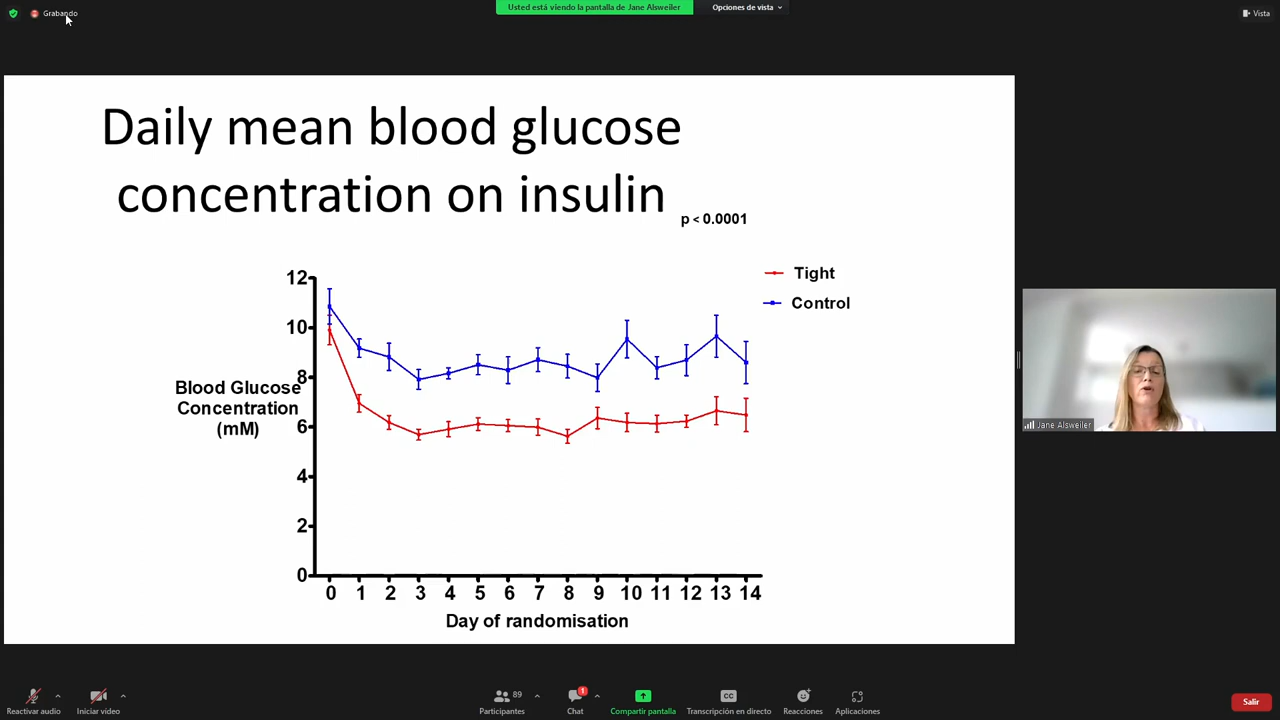 Grabando
Usted está viendo la pantalla de Jane Alsweiler
Opciones de vista
Vista
Daily mean blood glucose
concentration on insulin
p < 0.0001
Tight
Control
12
10
8
6
4
2
0
Blood Glucose
Concentration
(mM)
0 1 2 3 4 5 6 7 8 9 10 11 12 13 14
Day of randomisation
Jane Alsweiler
Reactivar audio
Iniciar video
89
Participantes
1
Chat
Compartir pantalla
CC
Transcripción en directo
Reacciones
Aplicaciones
Salir